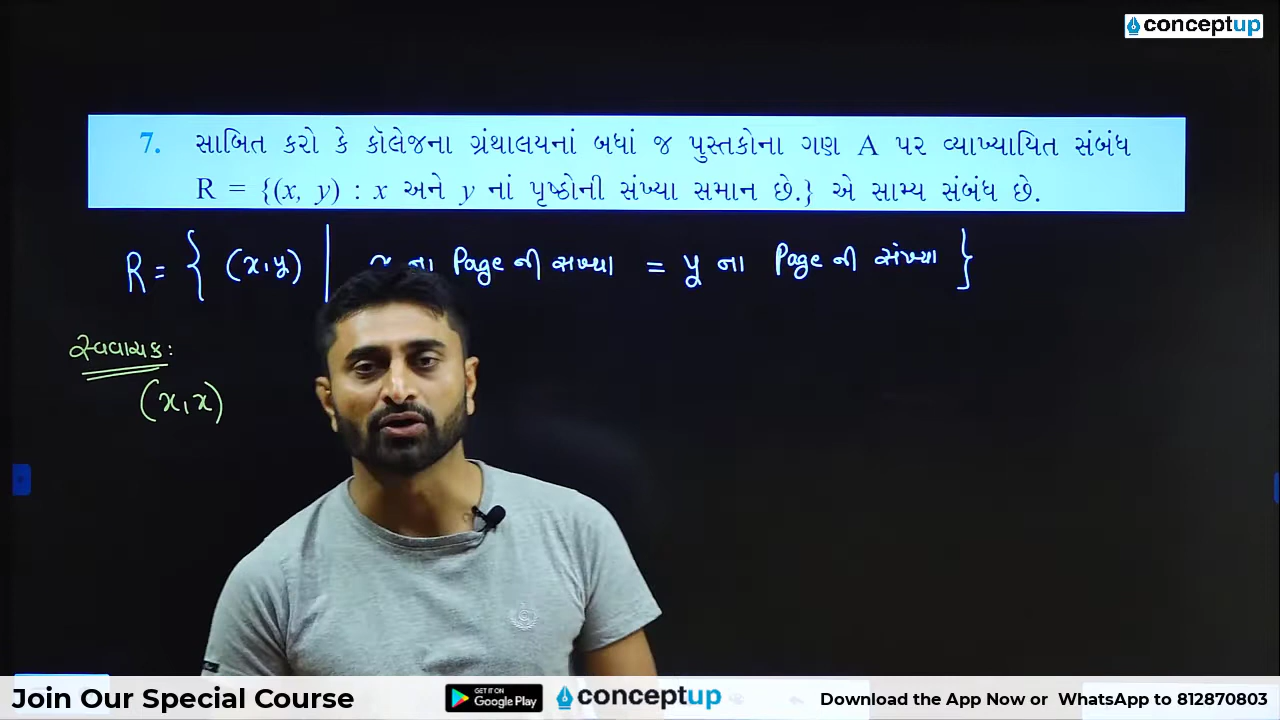 conceptup
7. સાબિત કરો કે કૉલેજના ગ્રંથાલયનાં બધાં જ પુસ્તકોના ગણ A પર વ્યાખ્યાયિત સંબંધ
R = {(x, y) : x અને y નાં પૃષ્ઠોની સંખ્યા સમાન છે.} એ સામ્ય સંબંધ છે.
R = { (x, y) | x ના Page ની સખ્યા = y ના Page ની સંખ્યા }
સ્વવાચક :
(x, x)
Join Our Special Course
GET IT ON
Google Play
conceptup
Download the App Now or WhatsApp to 812870803